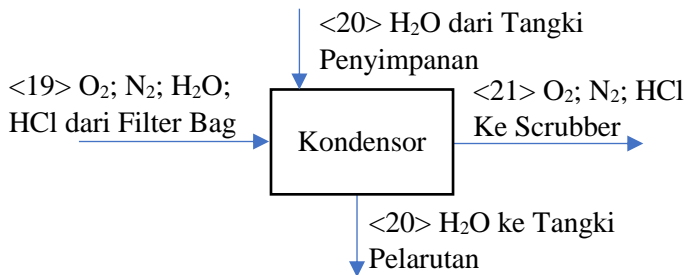 <20> H₂O dari Tangki
Penyimpanan
<19> O₂; N₂; H₂O;
HCl dari Filter Bag
Kondensor
<21> O₂; N₂; HCl
Ke Scrubber
<20> H₂O ke Tangki
Pelarutan